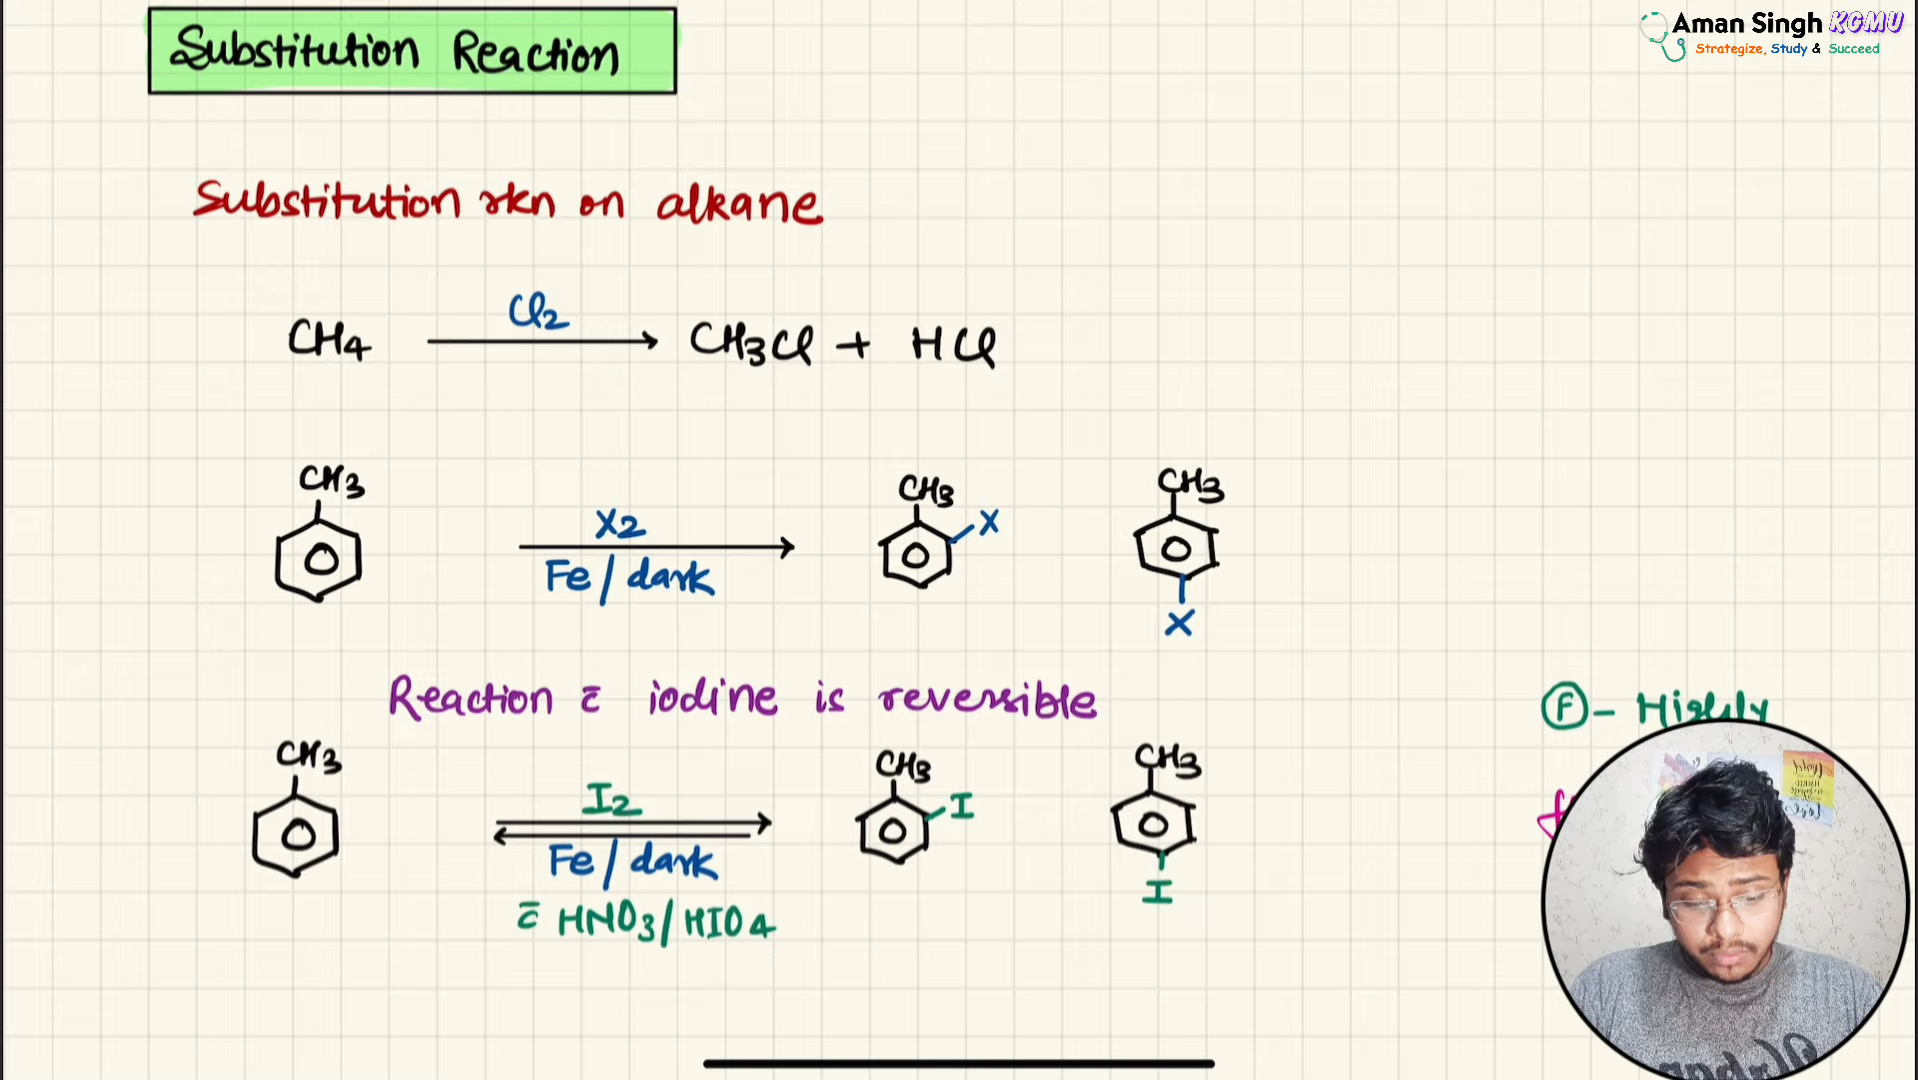 Substitution Reaction
Aman Singh KGMU
Strategize, Study & Succeed
Substitution rkn on alkane
CH4 Cl2 CH3Cl + HCl
CH3 X2 Fe/dark CH3 X CH3 X
Reaction c̄ iodine is reversible
F - Highly
CH3 I2 Fe/dark CH3 I CH3 I
c̄ HNO3/HIO4